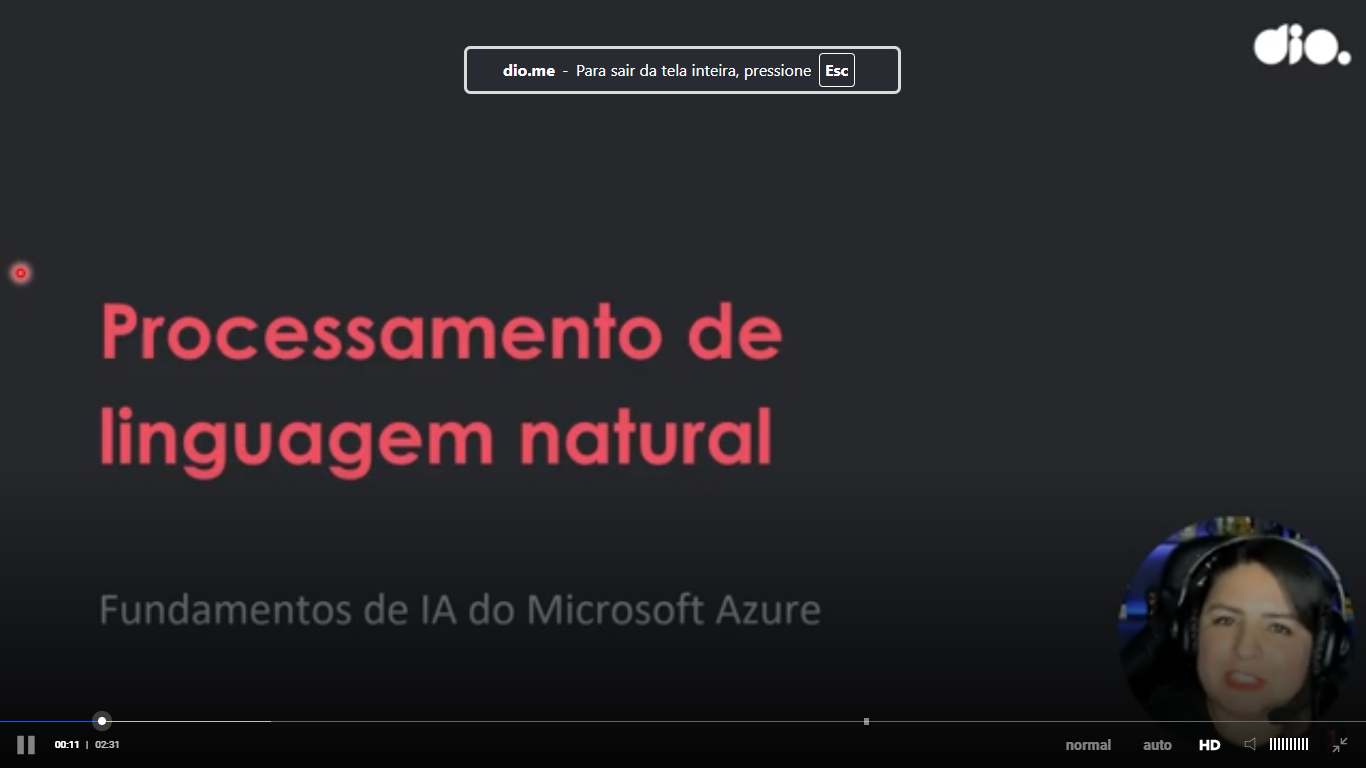 dio.
dio.me - Para sair da tela inteira, pressione Esc
Processamento de
linguagem natural
Fundamentos de IA do Microsoft Azure
00:11 | 02:31
normal auto HD